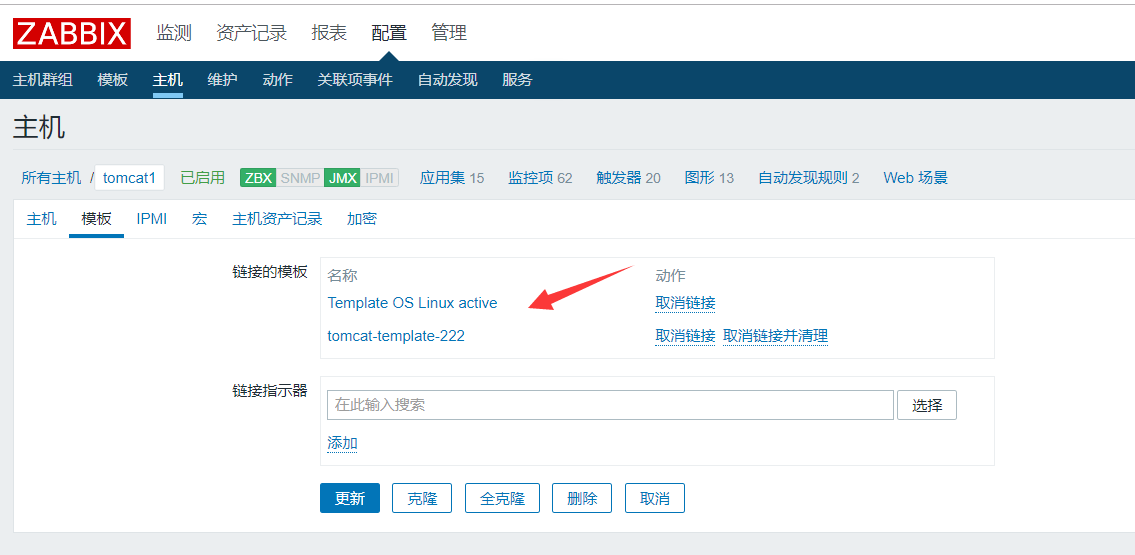 ZABBIX 监测 资产记录 报表 配置 管理
主机群组 模板 主机 维护 动作 关联项事件 自动发现 服务
主机
所有主机 / tomcat1 已启用 ZBX SNMP JMX IPMI 应用集 15 监控项 62 触发器 20 图形 13 自动发现规则 2 Web 场景
主机 模板 IPMI 宏 主机资产记录 加密
链接的模板 名称 动作
Template OS Linux active 取消链接
tomcat-template-222 取消链接 取消链接并清理
链接指示器
在此输入搜索 选择
添加
更新 克隆 全克隆 删除 取消